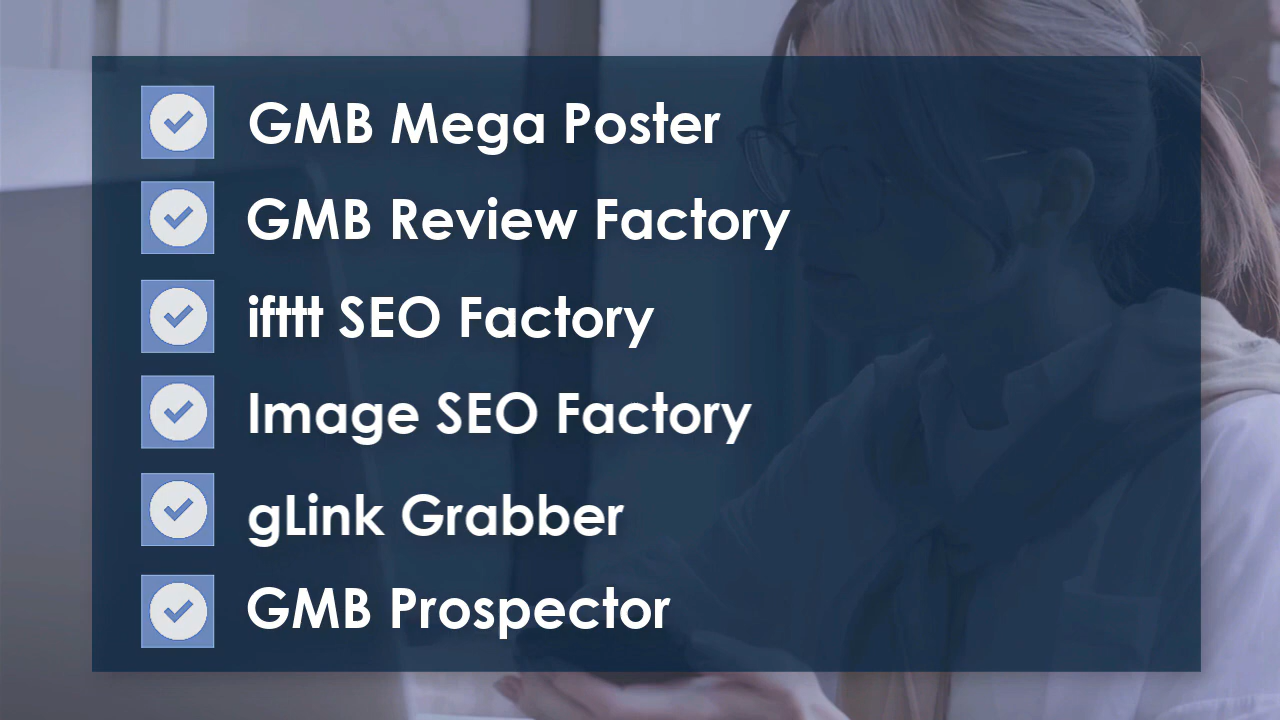 GMB Mega Poster
GMB Review Factory
ifttt SEO Factory
Image SEO Factory
gLink Grabber
GMB Prospector